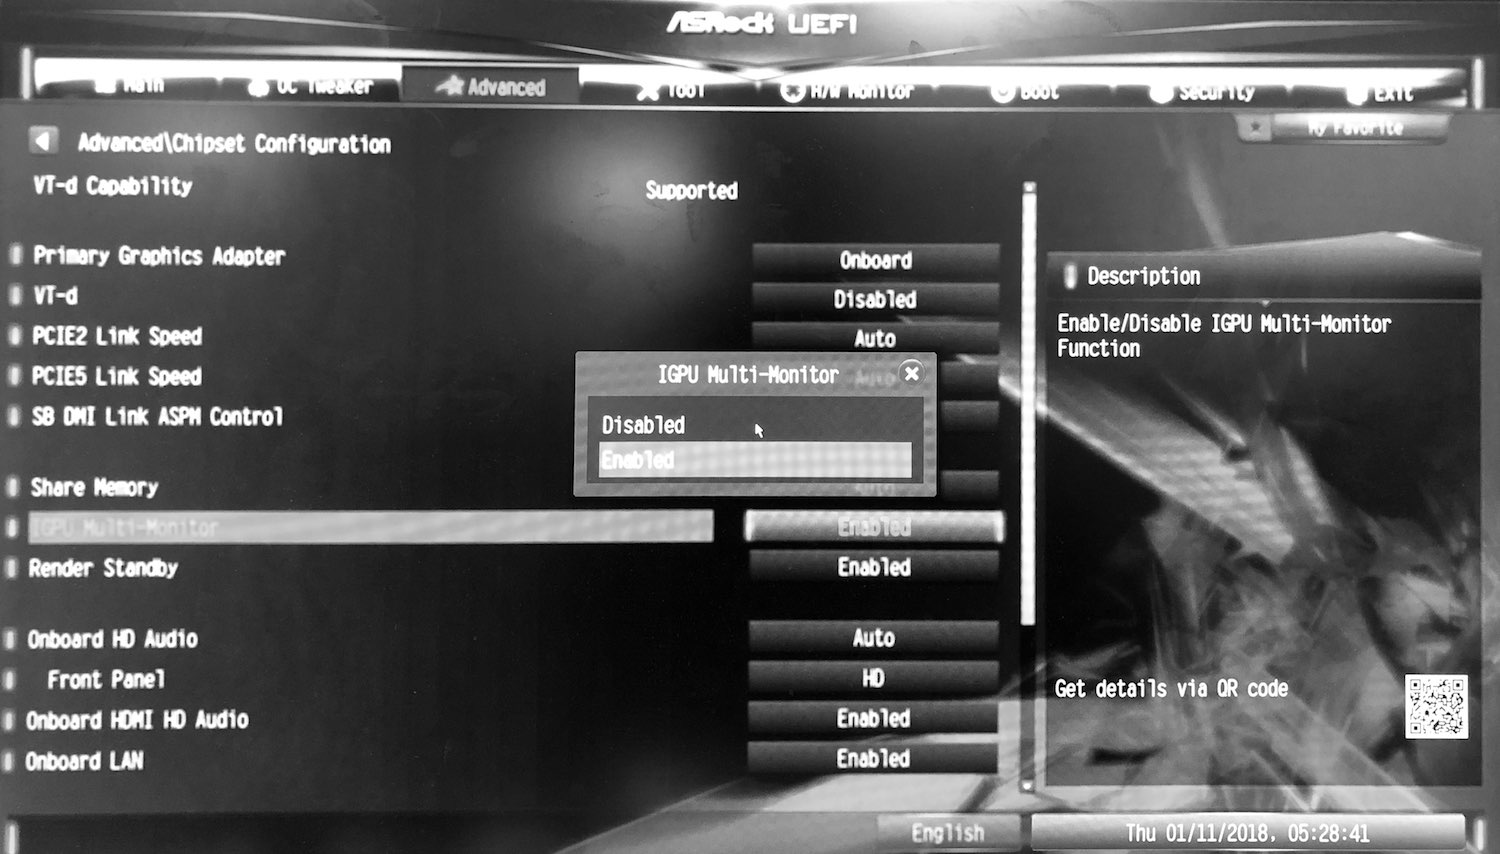 ASRock UEFI
Main OC Tweaker Advanced Tool H/W Monitor Boot Security Exit
My Favorite
Advanced\Chipset Configuration
VT-d Capability Supported
Primary Graphics Adapter Onboard
VT-d Disabled
PCIE2 Link Speed Auto
PCIE5 Link Speed Auto
SB DMI Link ASPM Control
Share Memory Auto
IGPU Multi-Monitor Enabled
Render Standby Enabled
Onboard HD Audio Auto
Front Panel HD
Onboard HDMI HD Audio Enabled
Onboard LAN Enabled
IGPU Multi-Monitor
Disabled
Enabled
Description
Enable/Disable IGPU Multi-Monitor
Function
Get details via QR code
English Thu 01/11/2018, 05:28:41